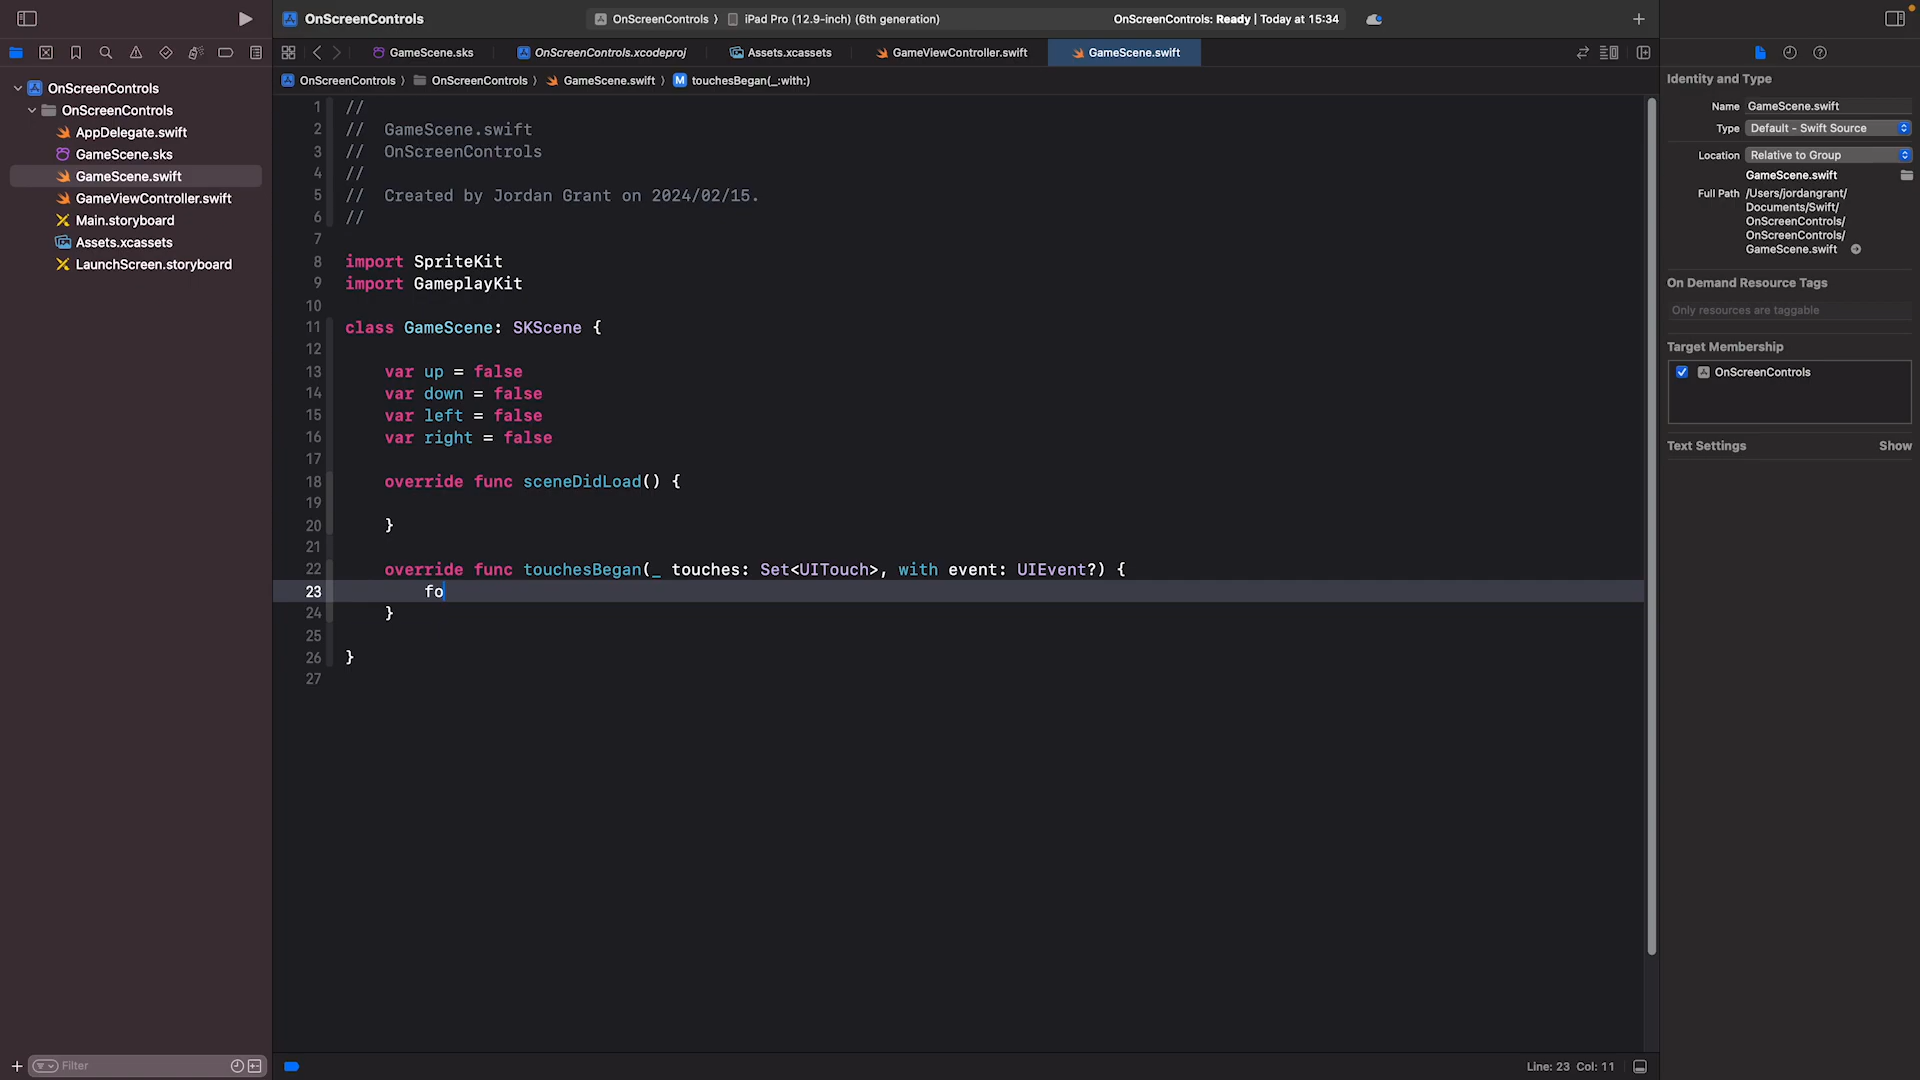 OnScreenControls
OnScreenControls ⟩ iPad Pro (12.9-inch) (6th generation)
OnScreenControls: Ready | Today at 15:34
GameScene.sks
OnScreenControls.xcodeproj
Assets.xcassets
GameViewController.swift
GameScene.swift
OnScreenControls ⟩ OnScreenControls ⟩ GameScene.swift ⟩ M touchesBegan(_:with:)
OnScreenControls
OnScreenControls
AppDelegate.swift
GameScene.sks
GameScene.swift
GameViewController.swift
Main.storyboard
Assets.xcassets
LaunchScreen.storyboard
Filter
1 //
2 //  GameScene.swift
3 //  OnScreenControls
4 //
5 //  Created by Jordan Grant on 2024/02/15.
6 //
7
8 import SpriteKit
9 import GameplayKit
10
11 class GameScene: SKScene {
12
13     var up = false
14     var down = false
15     var left = false
16     var right = false
17
18     override func sceneDidLoad() {
19
20     }
21
22     override func touchesBegan(_ touches: Set<UITouch>, with event: UIEvent?) {
23         fo
24     }
25
26 }
27
Line: 23 Col: 11
Identity and Type
Name GameScene.swift
Type Default - Swift Source
Location Relative to Group
GameScene.swift
Full Path /Users/jordangrant/
Documents/Swift/
OnScreenControls/
OnScreenControls/
GameScene.swift
On Demand Resource Tags
Only resources are taggable
Target Membership
OnScreenControls
Text Settings Show